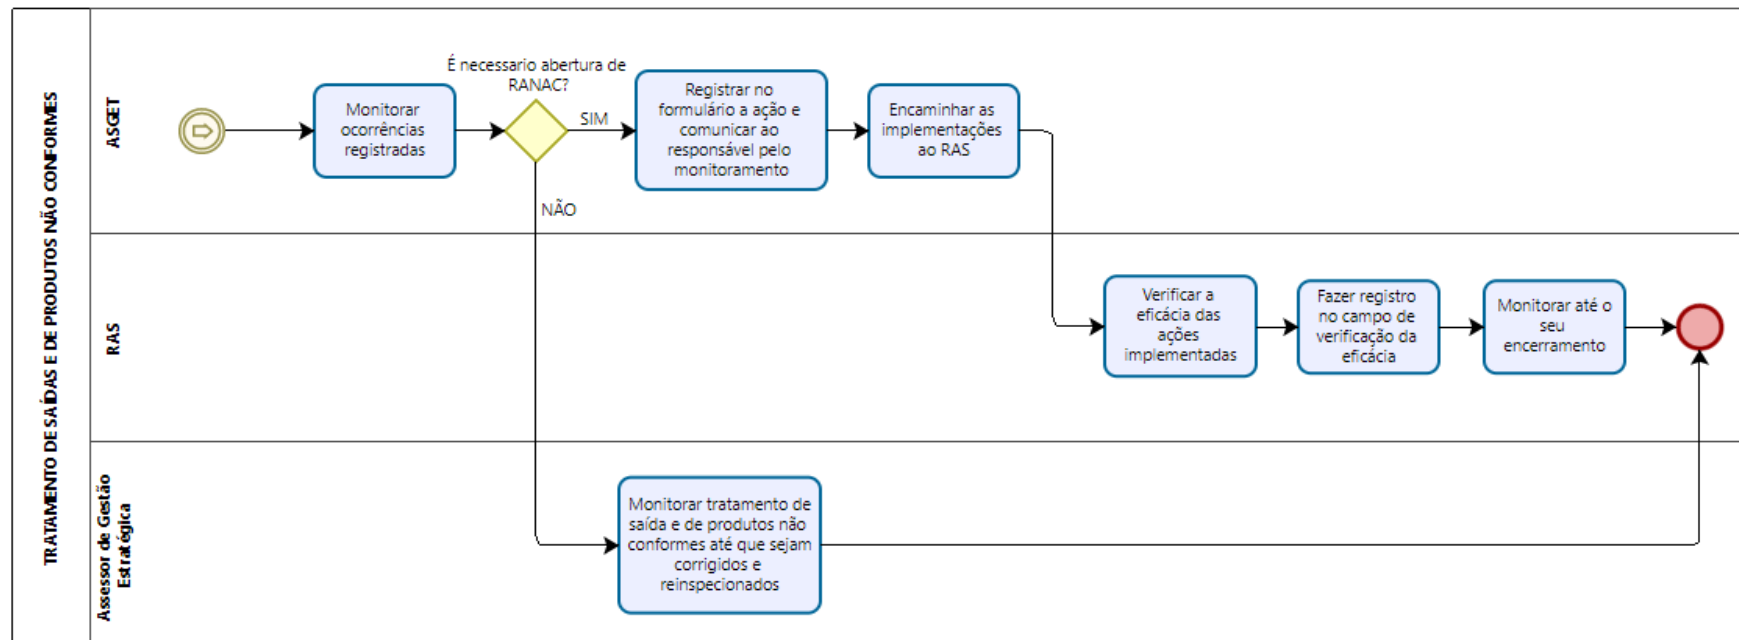 TRATAMENTO DE SAÍDAS E DE PRODUTOS NÃO CONFORMES
ASGET
É necessario abertura de
RANAC?
Monitorar
ocorrências
registradas
SIM
Registrar no
formulário a ação e
comunicar ao
responsável pelo
monitoramento
Encaminhar as
implementações
ao RAS
NÃO
RAS
Verificar a
eficácia das
ações
implementadas
Fazer registro
no campo de
verificação da
eficácia
Monitorar até o
seu
encerramento
Assessor de Gestão
Estratégica
Monitorar tratamento de
saída e de produtos não
conformes até que sejam
corrigidos e
reinspecionados